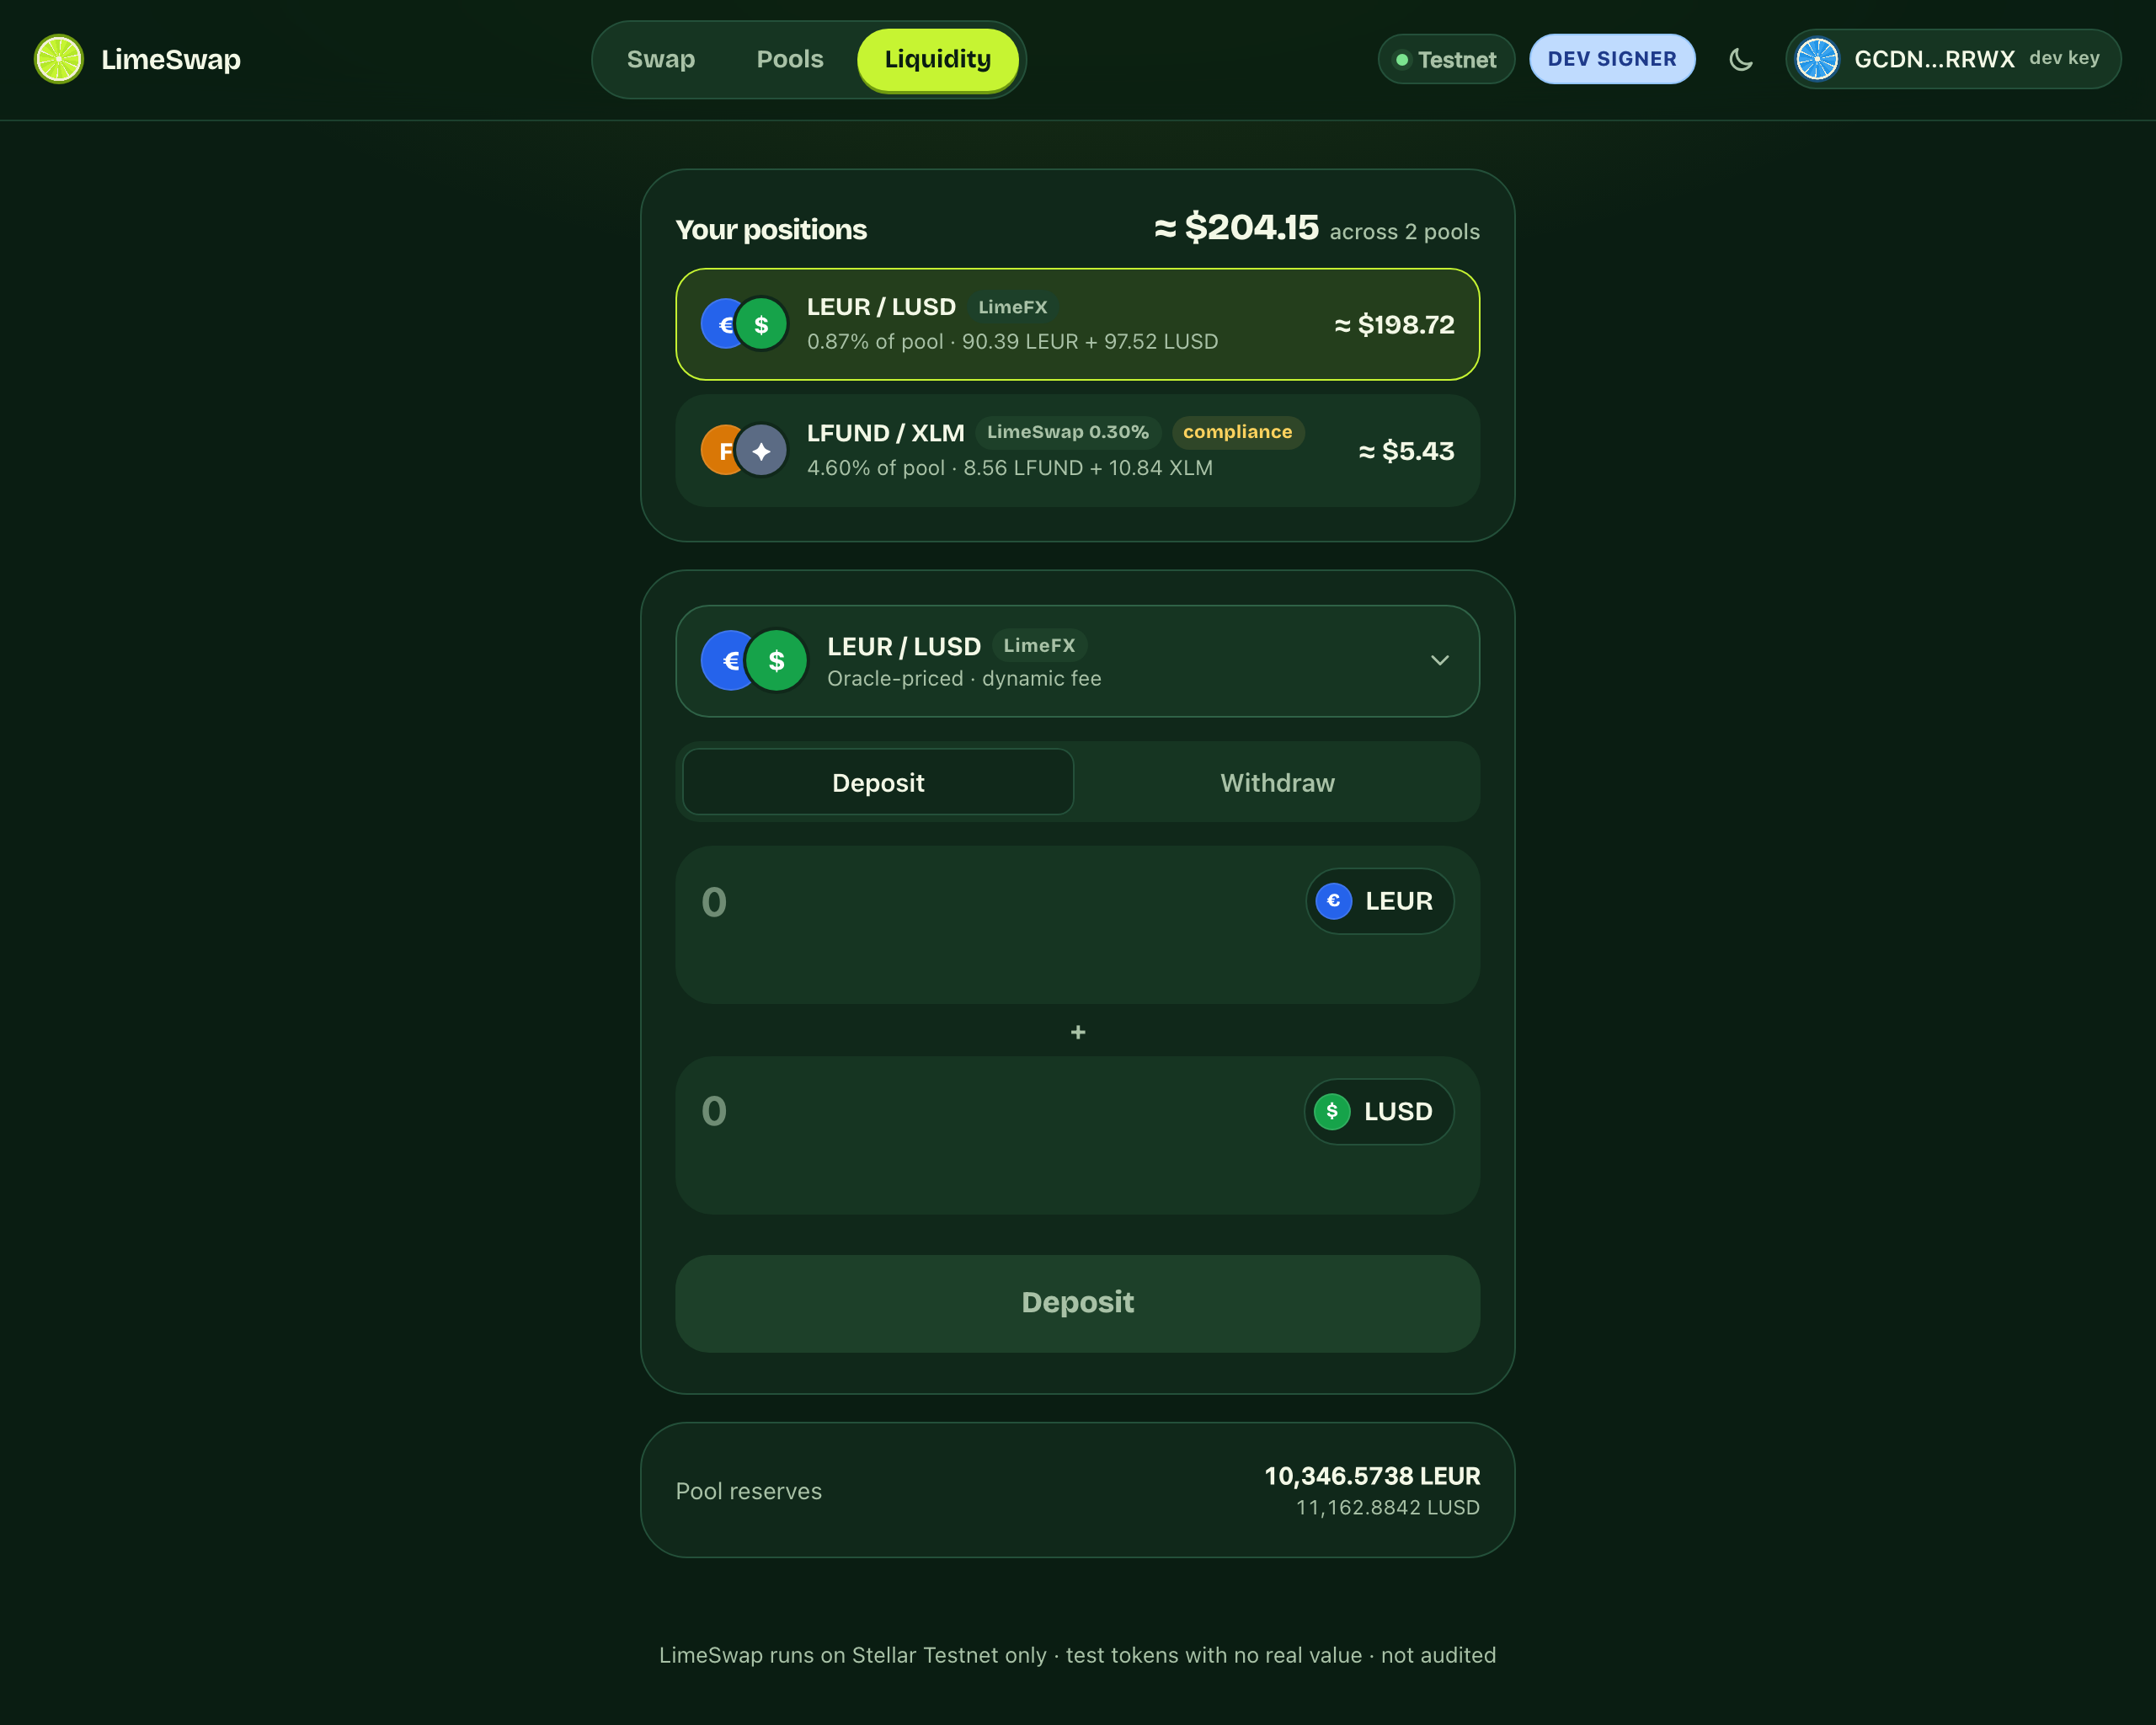 LimeSwap
Swap Pools Liquidity
Testnet
DEV SIGNER
GCDN...RRWX dev key
Your positions
≈ $204.15 across 2 pools
€ $
LEUR / LUSD LimeFX
0.87% of pool · 90.39 LEUR + 97.52 LUSD
≈ $198.72
F
LFUND / XLM LimeSwap 0.30% compliance
4.60% of pool · 8.56 LFUND + 10.84 XLM
≈ $5.43
€ $
LEUR / LUSD LimeFX
Oracle-priced · dynamic fee
Deposit Withdraw
0
€ LEUR
+
0
$ LUSD
Deposit
Pool reserves
10,346.5738 LEUR
11,162.8842 LUSD
LimeSwap runs on Stellar Testnet only · test tokens with no real value · not audited